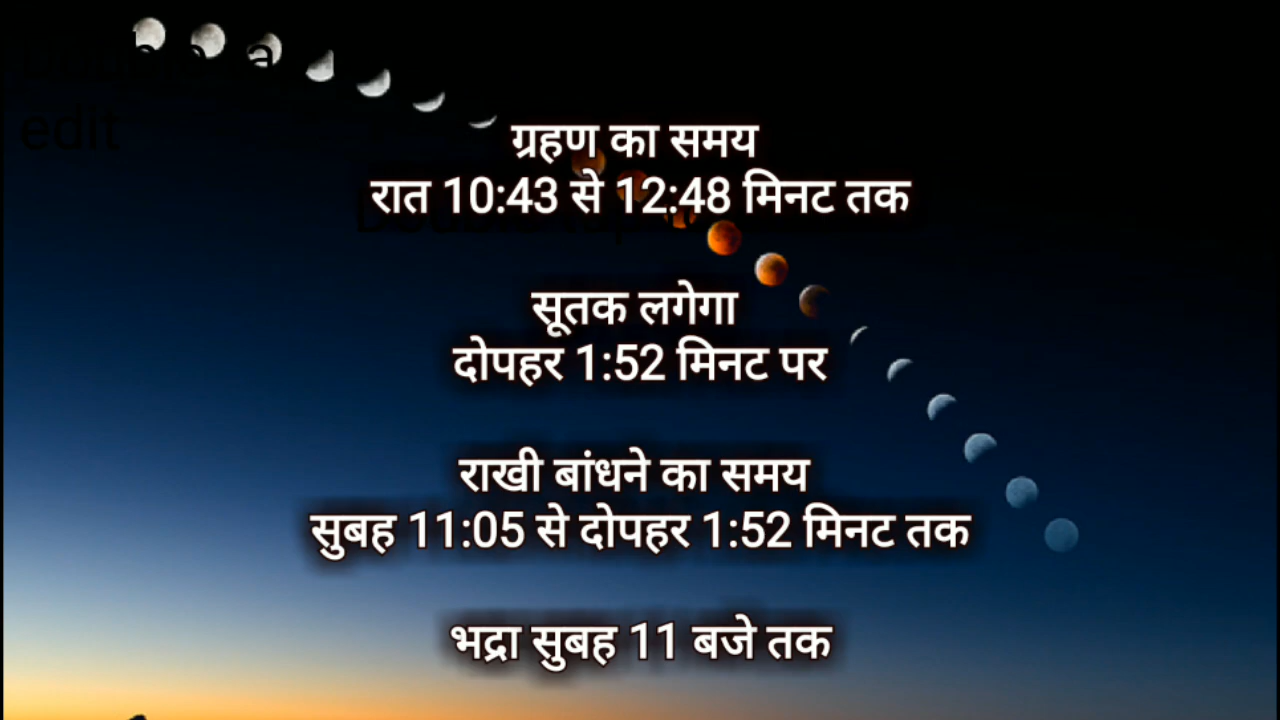 edit
ग्रहण का समय
रात 10:43 से 12:48 मिनट तक
सूतक लगेगा
दोपहर 1:52 मिनट पर
राखी बांधने का समय
सुबह 11:05 से दोपहर 1:52 मिनट तक
भद्रा सुबह 11 बजे तक